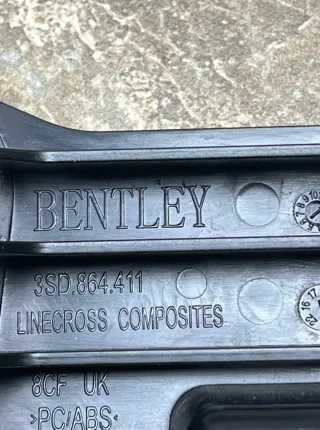 BENTLEY
3SD.864.411
LINECROSS COMPOSITES
8CF UK
>PC/ABS<